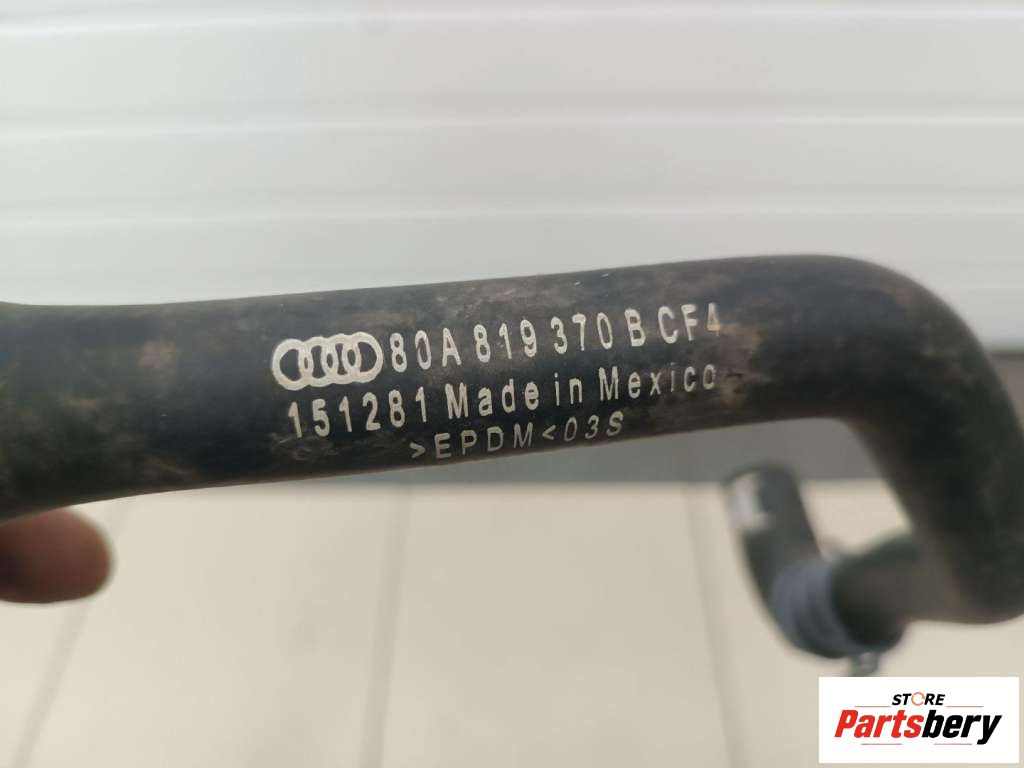 80A 819 370 B CF4
151281 Made in Mexico
>EPDM<03S
STORE
Partsbery